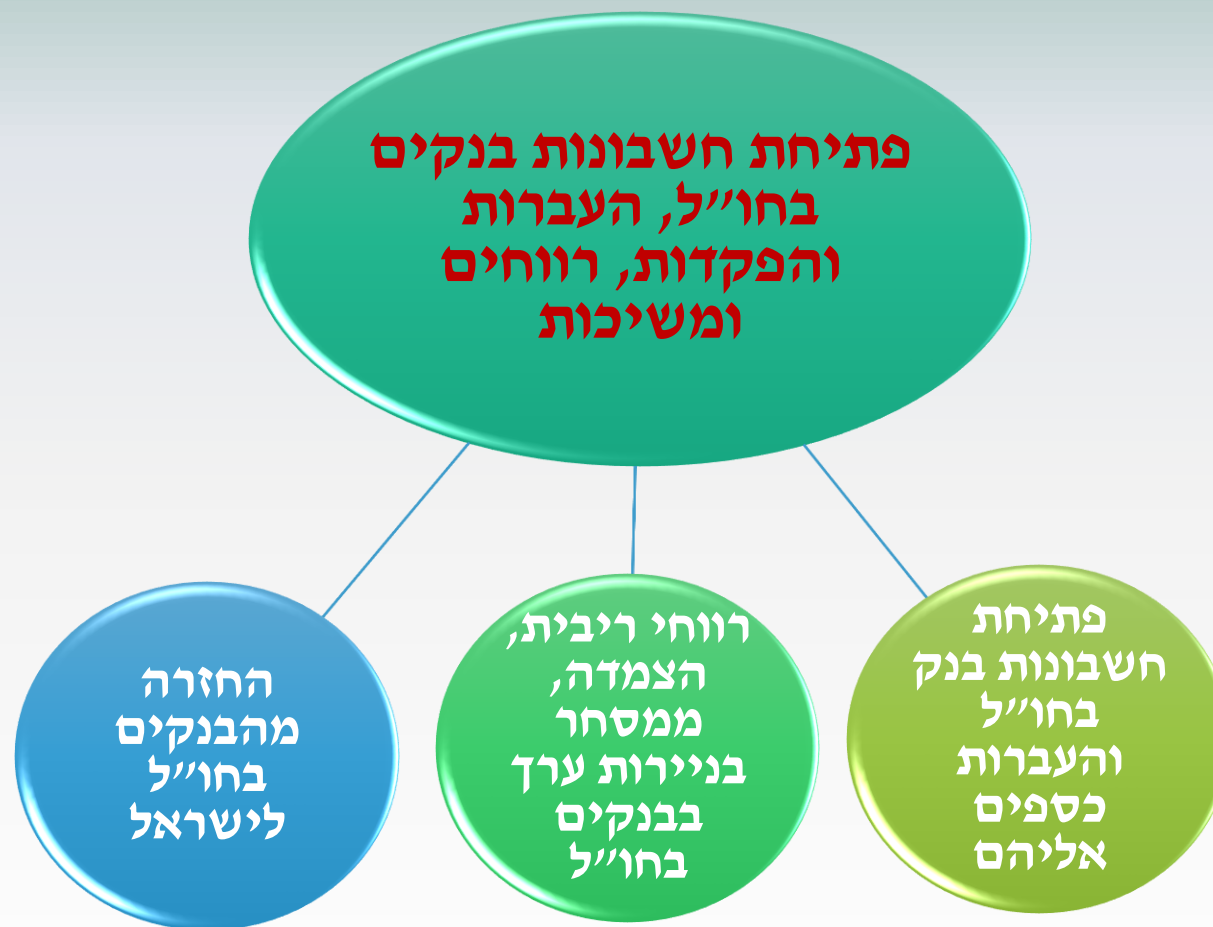 פתיחת חשבונות בנקים
בחו״ל, העברות
והפקדות, רווחים
ומשיכות
פתיחת
חשבונות בנק
בחו״ל
והעברות
כספים
אליהם
רווחי ריבית,
הצמדה,
ממסחר
בניירות ערך
בבנקים
בחו״ל
החזרה
מהבנקים
בחו״ל
לישראל